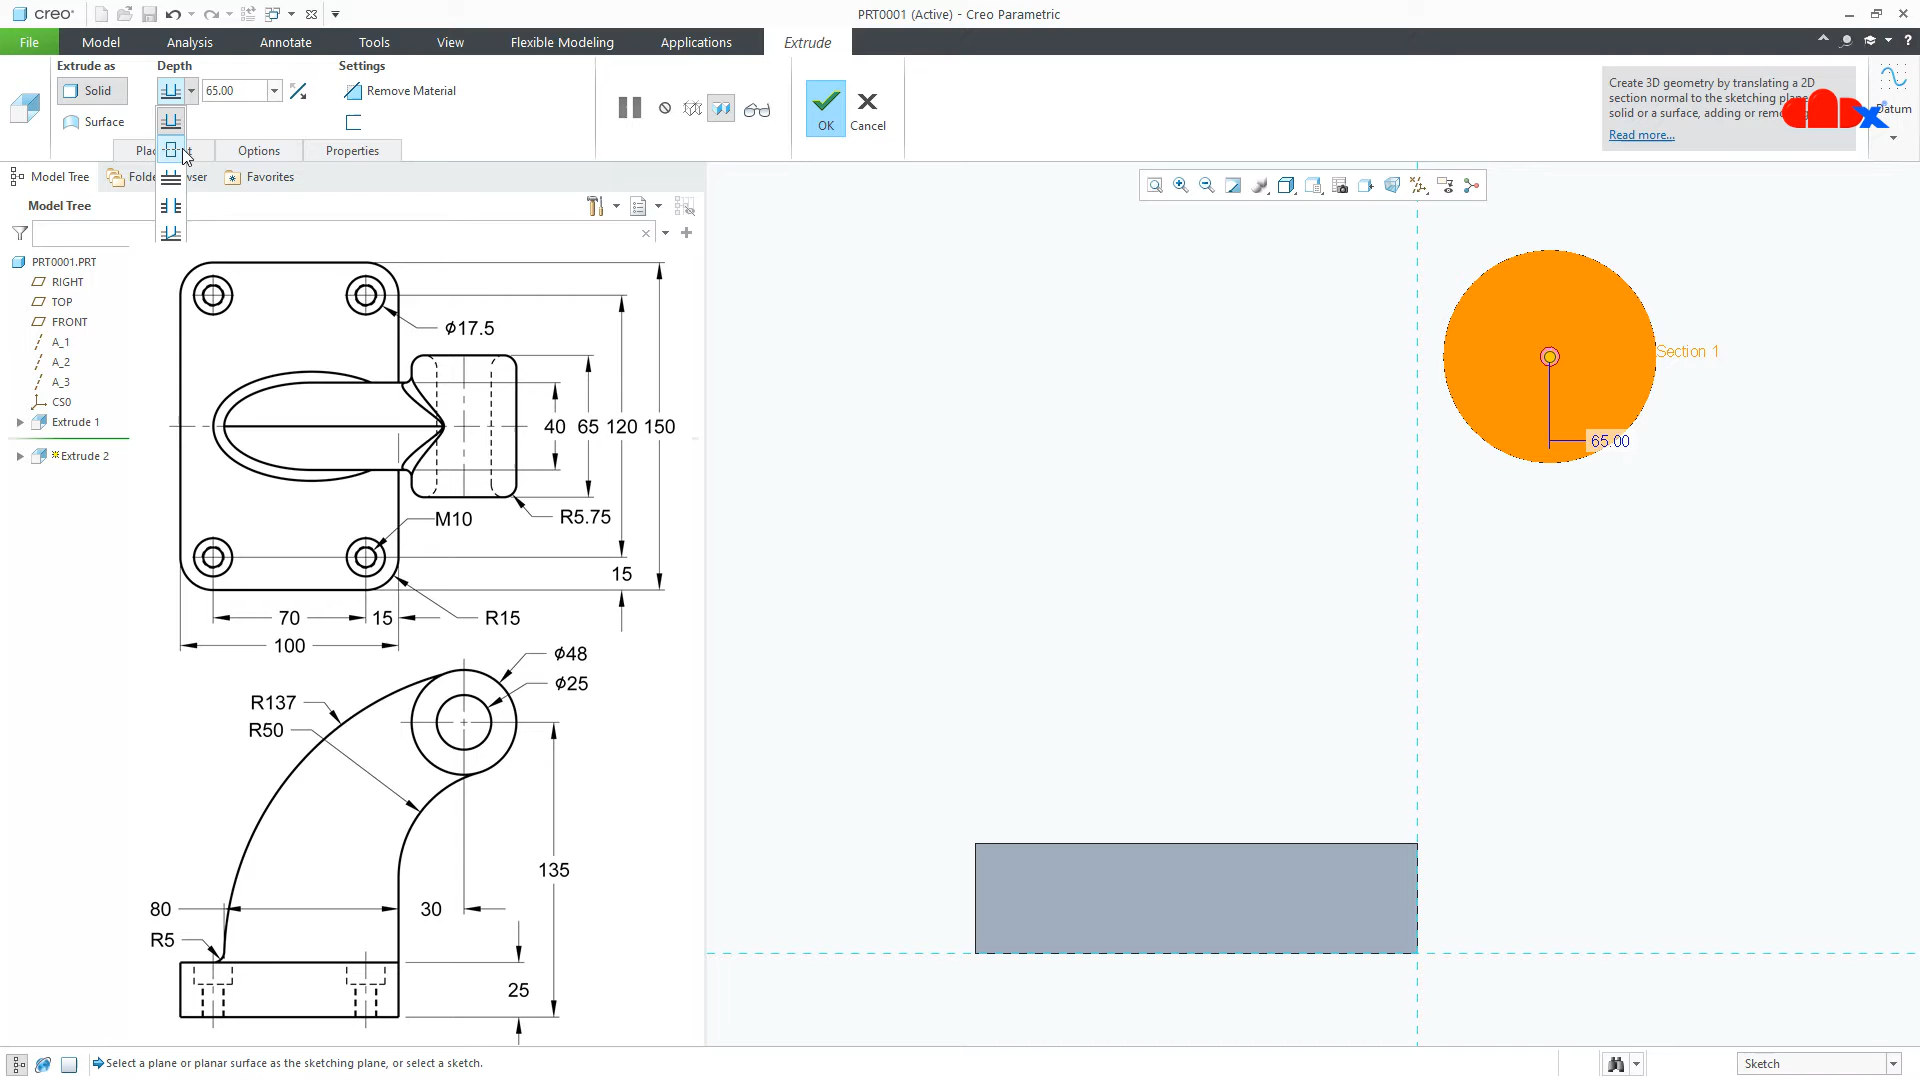 creo®
PRT0001 (Active) - Creo Parametric
File
Model
Analysis
Annotate
Tools
View
Flexible Modeling
Applications
Extrude
Extrude as
Solid
Surface
Depth
65.00
Settings
Remove Material
OK
Cancel
Create 3D geometry by translating a 2D
section normal to the sketching plane
solid or a surface, adding or
Read more...
Datum
Options
Properties
Model Tree
Favorites
Model Tree
PRT0001.PRT
RIGHT
TOP
FRONT
A_1
A_2
A_3
CS0
Extrude 1
Extrude 2
ϕ17.5
40 65 120 150
M10
R5.75
15
70
15
R15
100
ϕ48
ϕ25
R137
R50
135
80
30
R5
25
Section 1
65.00
Select a plane or planar surface as the sketching plane, or select a sketch.
Sketch